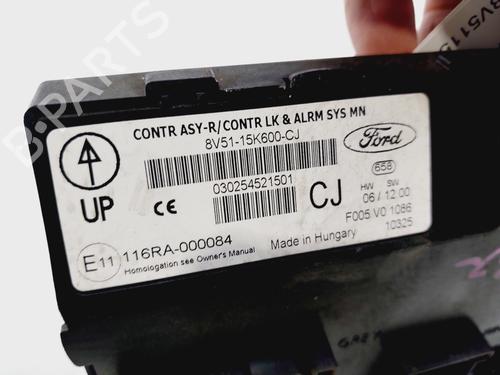 CONTR ASY-R/CONTR LK & ALRM SYS MN
8V51-15K600-CJ
Ford
UP
CE
030254521501
CJ
658
HW SW
06 / 12.00
F005 V0 1086
10325
E11 116RA-000084
Homologation see Owner's Manual
Made in Hungary
B-PARTS